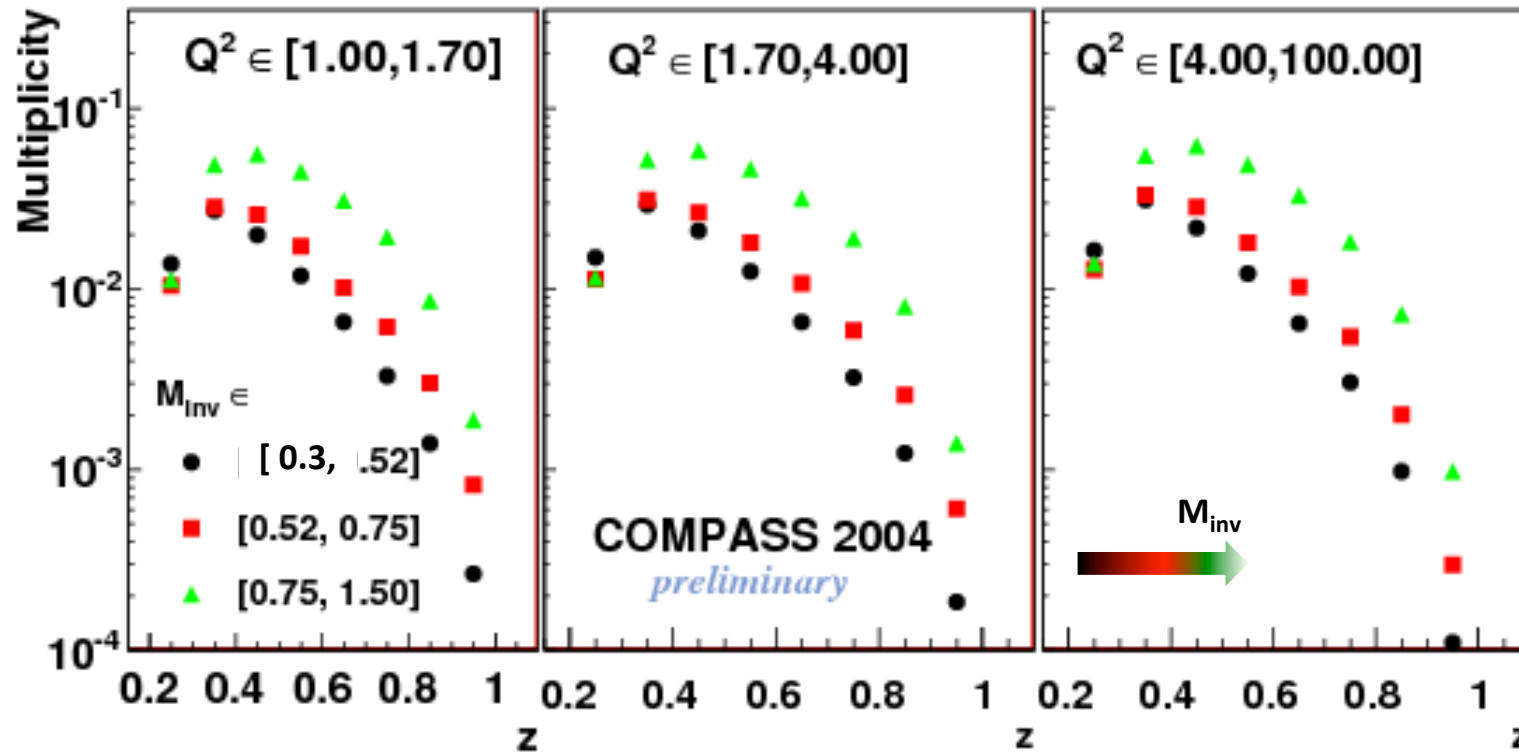 Multiplicity
10^-1
10^-2
10^-3
10^-4
Q² ∈ [1.00,1.70]
M_Inv ∈
[ 0.3, .52]
[0.52, 0.75]
[0.75, 1.50]
0.2 0.4 0.6 0.8 1
z
Q² ∈ [1.70,4.00]
COMPASS 2004
preliminary
0.2 0.4 0.6 0.8 1
z
Q² ∈ [4.00,100.00]
M_inv
0.2 0.4 0.6 0.8 1
z